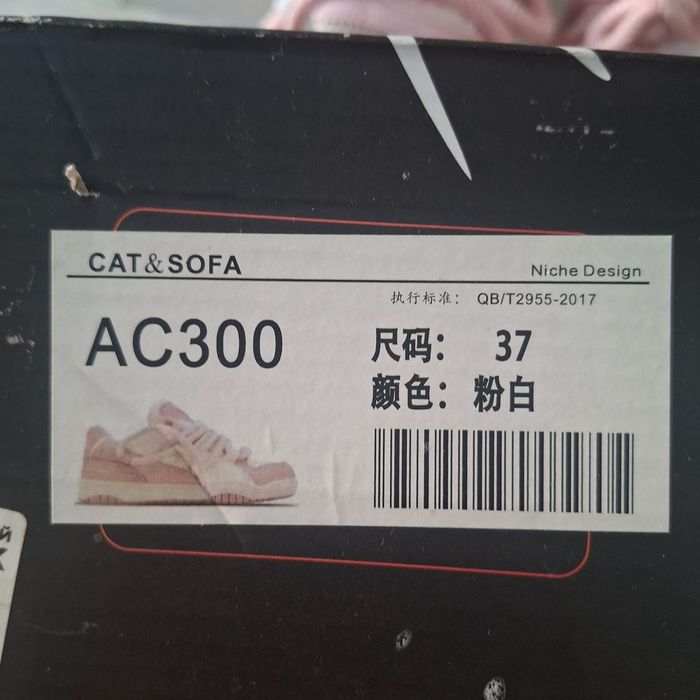 CAT&SOFA
Niche Design
执行标准： QB/T2955-2017
AC300
尺码： 37
颜色：粉白